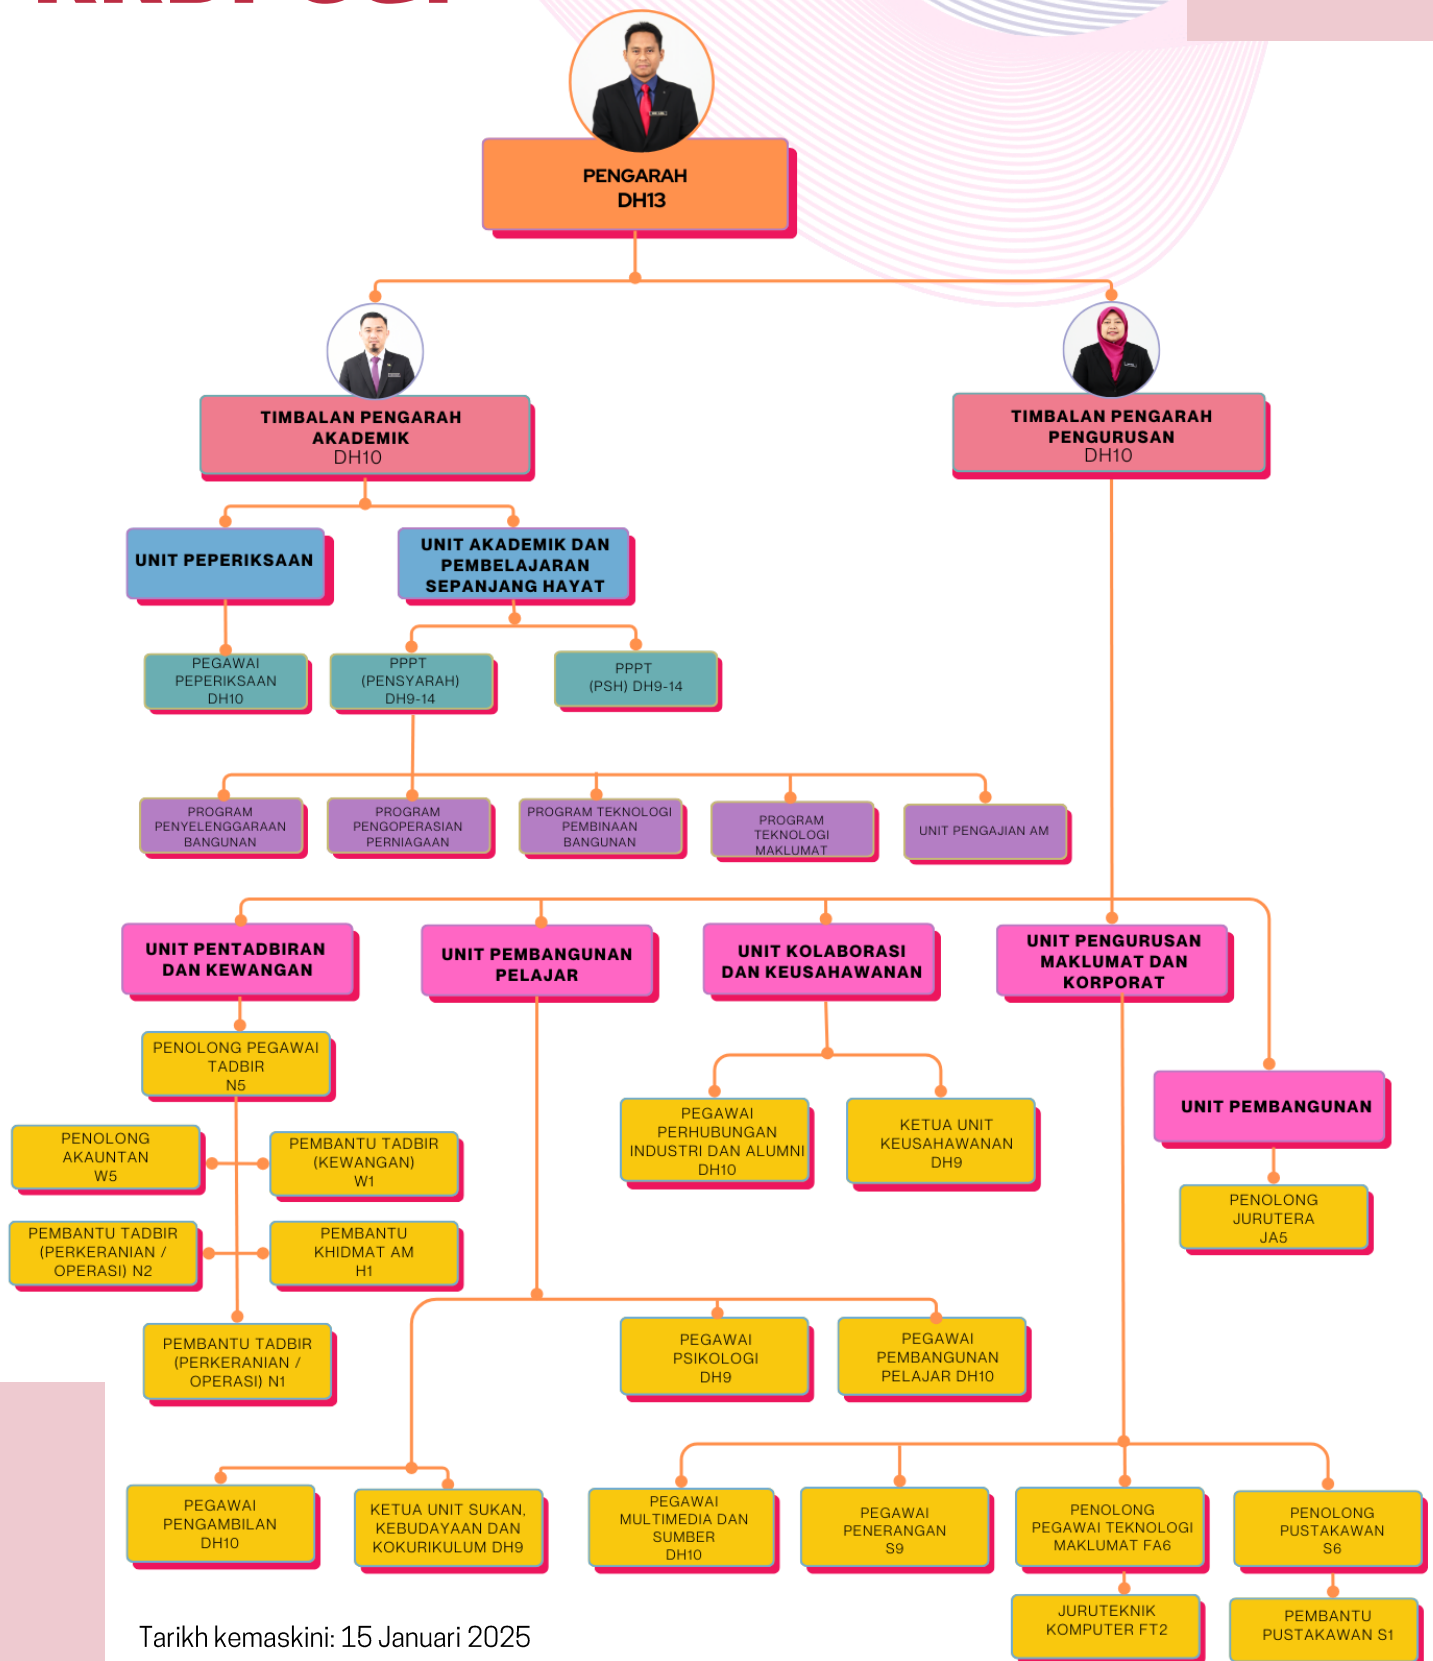 PENGARAH
DH13
TIMBALAN PENGARAH
AKADEMIK
DH10
TIMBALAN PENGARAH
PENGURUSAN
DH10
UNIT PEPERIKSAAN
UNIT AKADEMIK DAN
PEMBELAJARAN
SEPANJANG HAYAT
PEGAWAI
PEPERIKSAAN
DH10
PPPT
(PENSYARAH)
DH9-14
PPPT
(PSH) DH9-14
PROGRAM
PENYELENGGARAAN
BANGUNAN
PROGRAM
PENGOPERASIAN
PERNIAGAAN
PROGRAM TEKNOLOGI
PEMBINAAN
BANGUNAN
PROGRAM
TEKNOLOGI
MAKLUMAT
UNIT PENGAJIAN AM
UNIT PENTADBIRAN
DAN KEWANGAN
UNIT PEMBANGUNAN
PELAJAR
UNIT KOLABORASI
DAN KEUSAHAWANAN
UNIT PENGURUSAN
MAKLUMAT DAN
KORPORAT
UNIT PEMBANGUNAN
PENOLONG PEGAWAI
TADBIR
N5
PENOLONG
AKAUNTAN
W5
PEMBANTU TADBIR
(KEWANGAN)
W1
PEMBANTU TADBIR
(PERKERANIAN /
OPERASI) N2
PEMBANTU
KHIDMAT AM
H1
PEMBANTU TADBIR
(PERKERANIAN /
OPERASI) N1
PEGAWAI
PERHUBUNGAN
INDUSTRI DAN ALUMNI
DH10
KETUA UNIT
KEUSAHAWANAN
DH9
PENOLONG
JURUTERA
JA5
PEGAWAI
PSIKOLOGI
DH9
PEGAWAI
PEMBANGUNAN
PELAJAR DH10
PEGAWAI
PENGAMBILAN
DH10
KETUA UNIT SUKAN,
KEBUDAYAAN DAN
KOKURIKULUM DH9
PEGAWAI
MULTIMEDIA DAN
SUMBER
DH10
PEGAWAI
PENERANGAN
S9
PENOLONG
PEGAWAI TEKNOLOGI
MAKLUMAT FA6
PENOLONG
PUSTAKAWAN
S6
JURUTEKNIK
KOMPUTER FT2
PEMBANTU
PUSTAKAWAN S1
Tarikh kemaskini: 15 Januari 2025